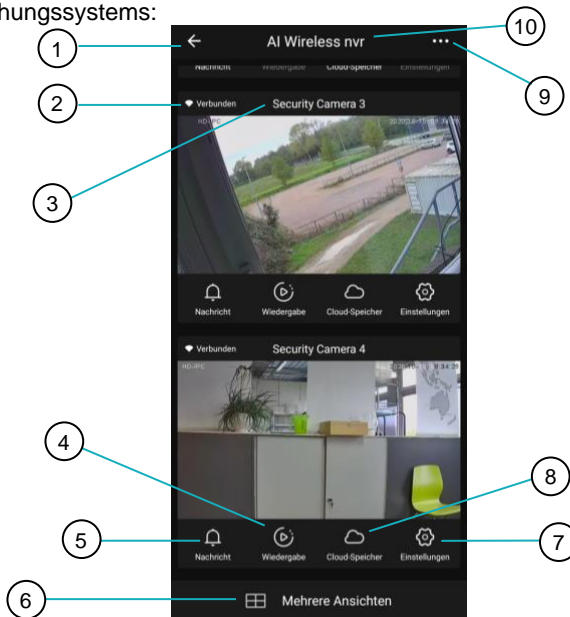 hungssystems:
1
AI Wireless nvr
10
Nachricht Wiedergabe Cloud-Speicher Einstellungen
9
2
Verbunden Security Camera 3
HD-IPC
3
Nachricht Wiedergabe Cloud-Speicher Einstellungen
Verbunden Security Camera 4
HD-IPC
4
8
5
7
Nachricht Wiedergabe Cloud-Speicher Einstellungen
6
Mehrere Ansichten